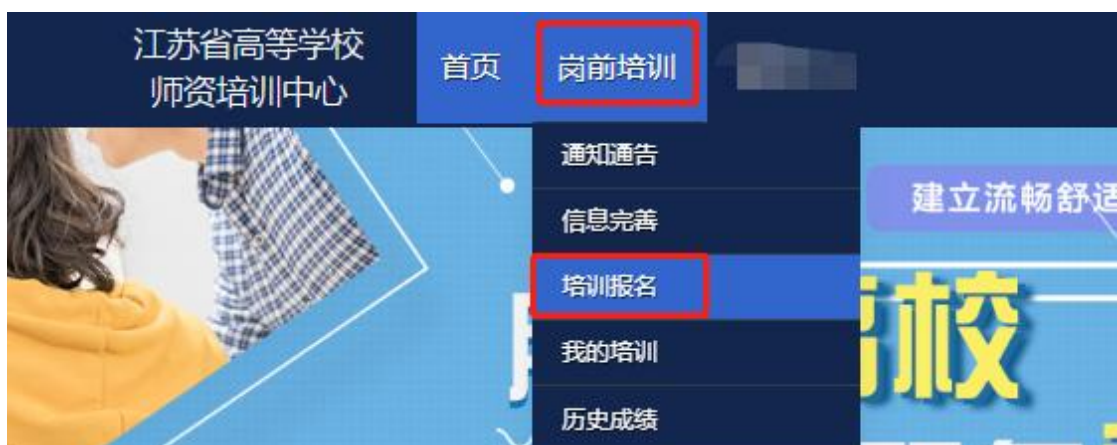 江苏省高等学校
师资培训中心
首页
岗前培训
通知通告
信息完善
培训报名
我的培训
历史成绩
建立流畅舒适
高校